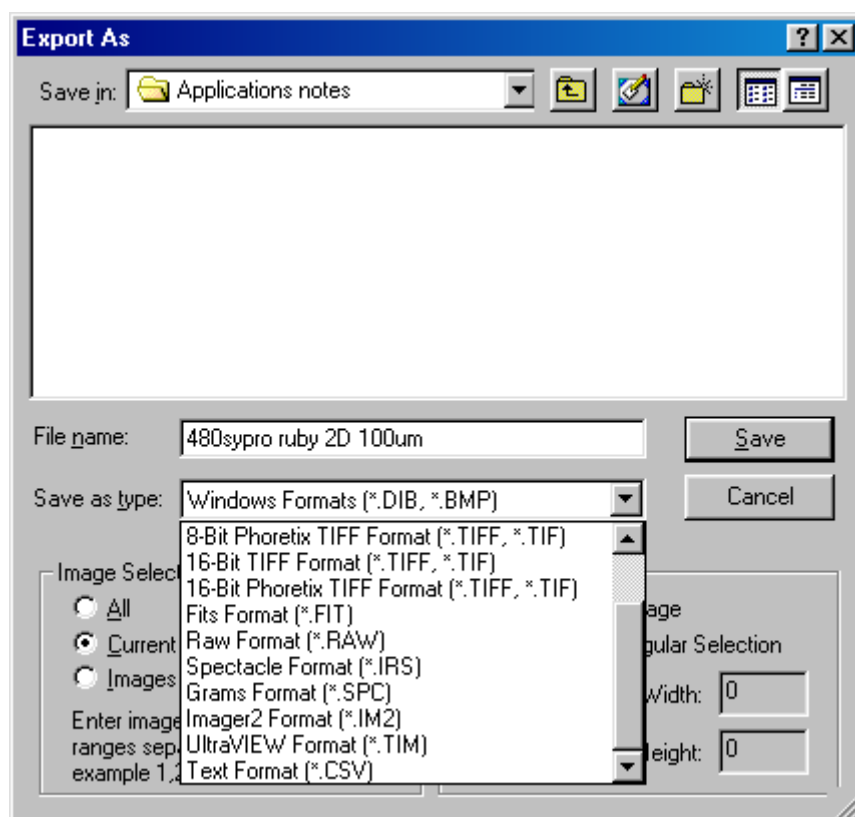 Export As
Save in: Applications notes
File name: 480sypro ruby 2D 100um
Save
Save as type: Windows Formats (*.DIB, *.BMP)
Cancel
8-Bit Phoretix TIFF Format (*.TIFF, *.TIF)
16-Bit TIFF Format (*.TIFF, *.TIF)
16-Bit Phoretix TIFF Format (*.TIFF, *.TIF)
Fits Format (*.FIT)
Raw Format (*.RAW)
Spectacle Format (*.IRS)
Grams Format (*.SPC)
Imager2 Format (*.IM2)
UltraVIEW Format (*.TIM)
Text Format (*.CSV)
Image Selec
All
Current
Images
Enter image
ranges sep
example 1,
age
gular Selection
Width: 0
eight: 0